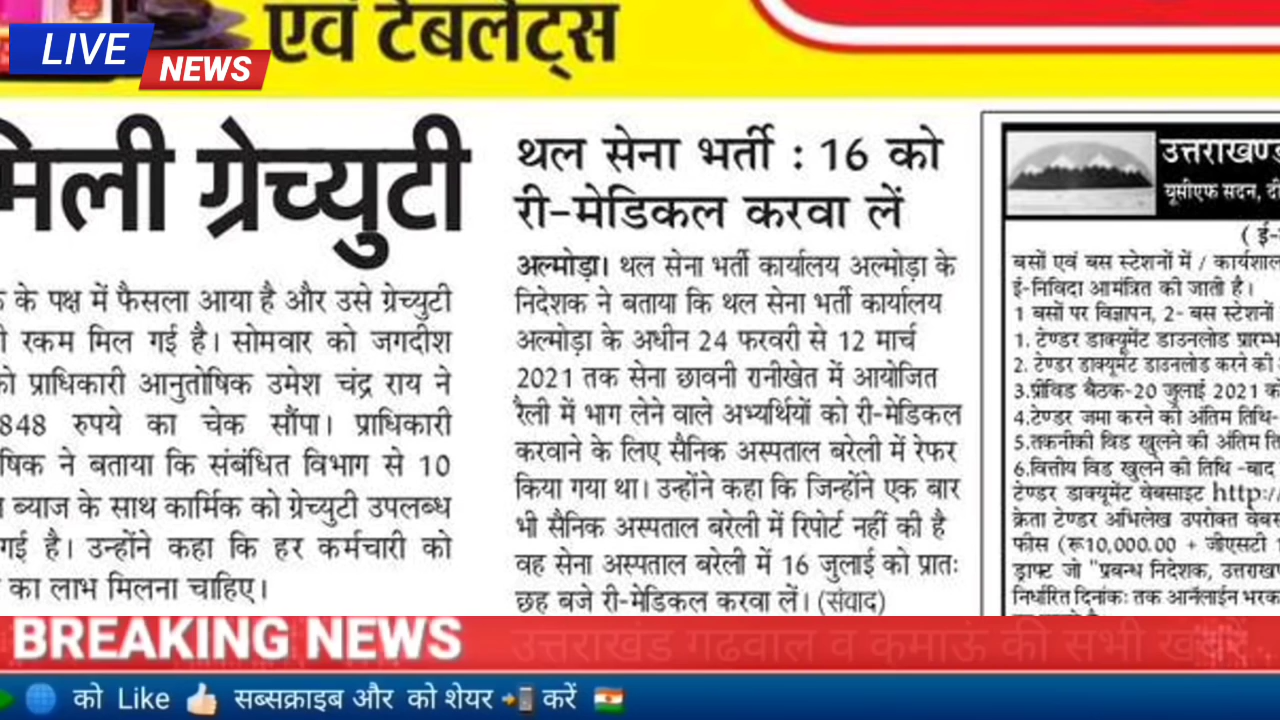 एवं टेबलेट्स
LIVE
NEWS
मिली ग्रेच्युटी
के पक्ष में फैसला आया है और उसे ग्रेच्युटी
रकम मिल गई है। सोमवार को जगदीश
को प्राधिकारी आनुतोषिक उमेश चंद्र राय ने
848 रुपये का चेक सौंपा। प्राधिकारी
षिक ने बताया कि संबंधित विभाग से 10
ब्याज के साथ कार्मिक को ग्रेच्युटी उपलब्ध
गई है। उन्होंने कहा कि हर कर्मचारी को
का लाभ मिलना चाहिए।
थल सेना भर्ती : 16 को
री-मेडिकल करवा लें
अल्मोड़ा। थल सेना भर्ती कार्यालय अल्मोड़ा के
निदेशक ने बताया कि थल सेना भर्ती कार्यालय
अल्मोड़ा के अधीन 24 फरवरी से 12 मार्च
2021 तक सेना छावनी रानीखेत में आयोजित
रैली में भाग लेने वाले अभ्यर्थियों को री-मेडिकल
करवाने के लिए सैनिक अस्पताल बरेली में रेफर
किया गया था। उन्होंने कहा कि जिन्होंने एक बार
भी सैनिक अस्पताल बरेली में रिपोर्ट नहीं की है
वह सेना अस्पताल बरेली में 16 जुलाई को प्रातः
छह बजे री-मेडिकल करवा लें। (संवाद)
उत्तराखण्ड
यूसीएफ सदन, दी
( ई-
बसों एवं बस स्टेशनों में / कार्यशाल
ई-निविदा आमंत्रित की जाती है।
1 बसों पर विज्ञापन, 2- बस स्टेशनों
1. टेण्डर डाक्यूमेंट डाउनलोड प्रारम्भ
2. टेण्डर डाक्यूमेंट डाउनलोड करने की
3.प्रीविड बैठक-20 जुलाई 2021 क
4.टेण्डर जमा करने की अंतिम तिथि-
5.तकनीकी विड खुलने की अंतिम ति
6.वित्तीय विड खुलने की तिथि -बाद
टेण्डर डाक्यूमेंट वेबसाइट http:/
क्रेता टेण्डर अभिलेख उपरोक्त वेबस
फीस (रू10,000.00 + जीएसटी 1
ड्राफ्ट जो "प्रबन्ध निदेशक, उत्तराखण
निर्धारित दिनांकः तक आनॅलाईन भरक
BREAKING NEWS
उत्तराखंड गढवाल व कुमाऊं की सभी खबरें
को Like 👍 सब्सक्राइब और को शेयर करें